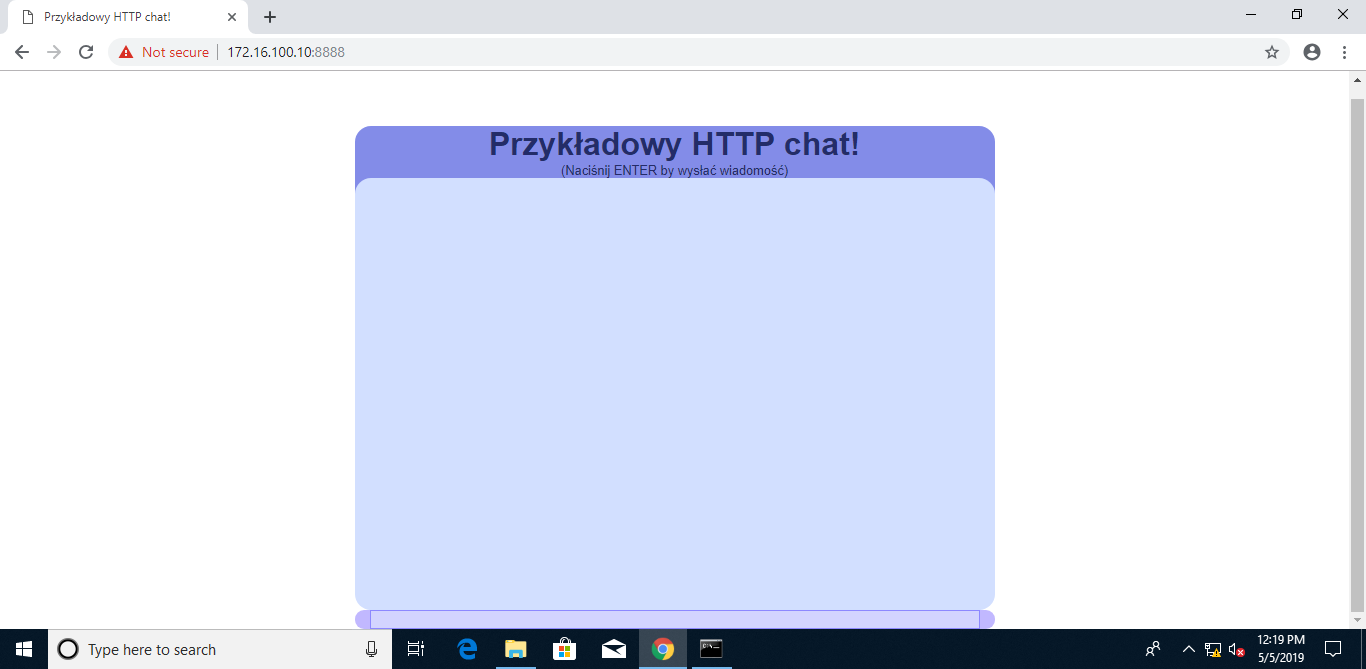 Przykładowy HTTP chat!
Not secure
172.16.100.10:8888
Przykładowy HTTP chat!
(Naciśnij ENTER by wysłać wiadomość)
Type here to search
12:19 PM
5/5/2019